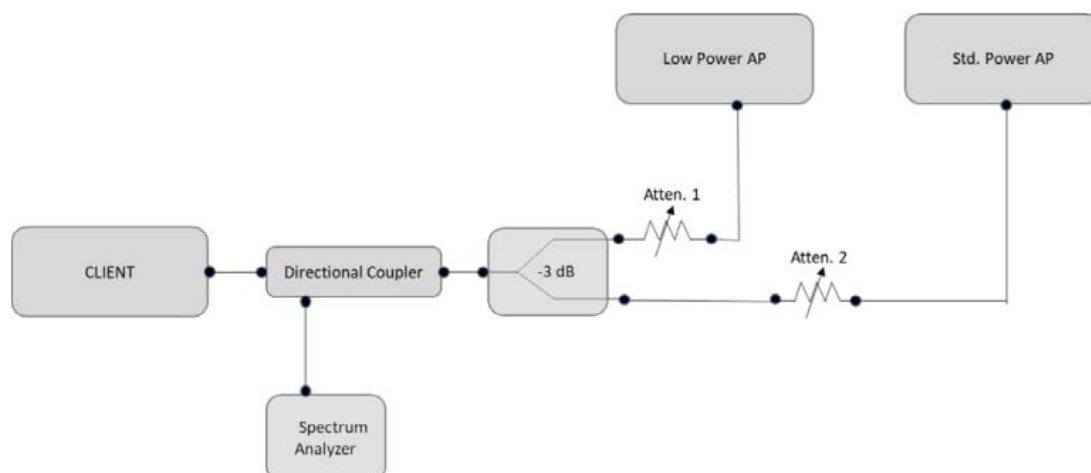 Low Power AP
Std. Power AP
Atten. 1
Atten. 2
CLIENT
Directional Coupler
-3 dB
Spectrum
Analyzer